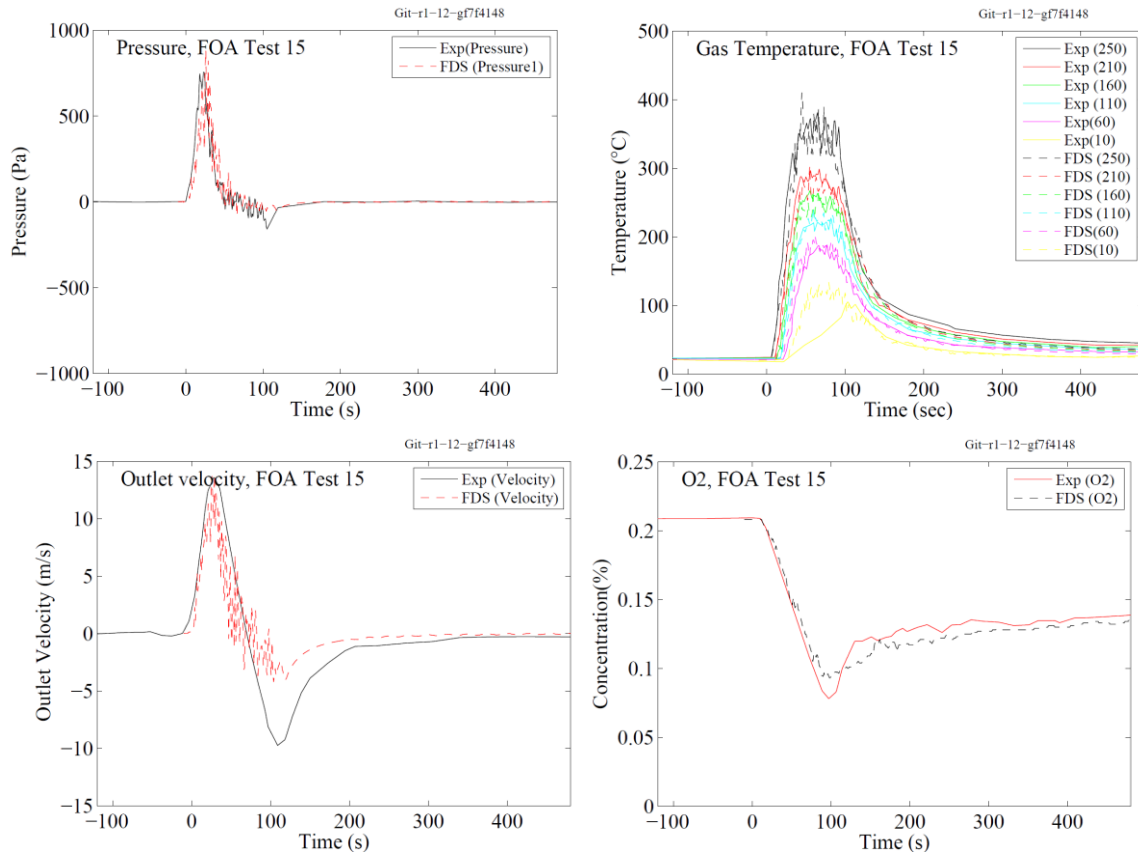 Git-r1-12-gf7f4148
Pressure, FOA Test 15
Exp(Pressure)
FDS (Pressure1)
1000
500
0
−500
−1000
Pressure (Pa)
−100 0 100 200 300 400
Time (s)
Git-r1-12-gf7f4148
Gas Temperature, FOA Test 15
Exp (250)
Exp (210)
Exp (160)
Exp (110)
Exp(60)
Exp(10)
FDS (250)
FDS (210)
FDS (160)
FDS (110)
FDS(60)
FDS(10)
500
400
300
200
100
0
Temperature (°C)
−100 0 100 200 300 400
Time (sec)
Git-r1-12-gf7f4148
Outlet velocity, FOA Test 15
Exp (Velocity)
FDS (Velocity)
15
10
5
0
−5
−10
−15
Outlet Velocity (m/s)
−100 0 100 200 300 400
Time (s)
Git-r1-12-gf7f4148
O2, FOA Test 15
Exp (O2)
FDS (O2)
0.25
0.2
0.15
0.1
0.05
0
Concentration(%)
−100 0 100 200 300 400
Time (s)